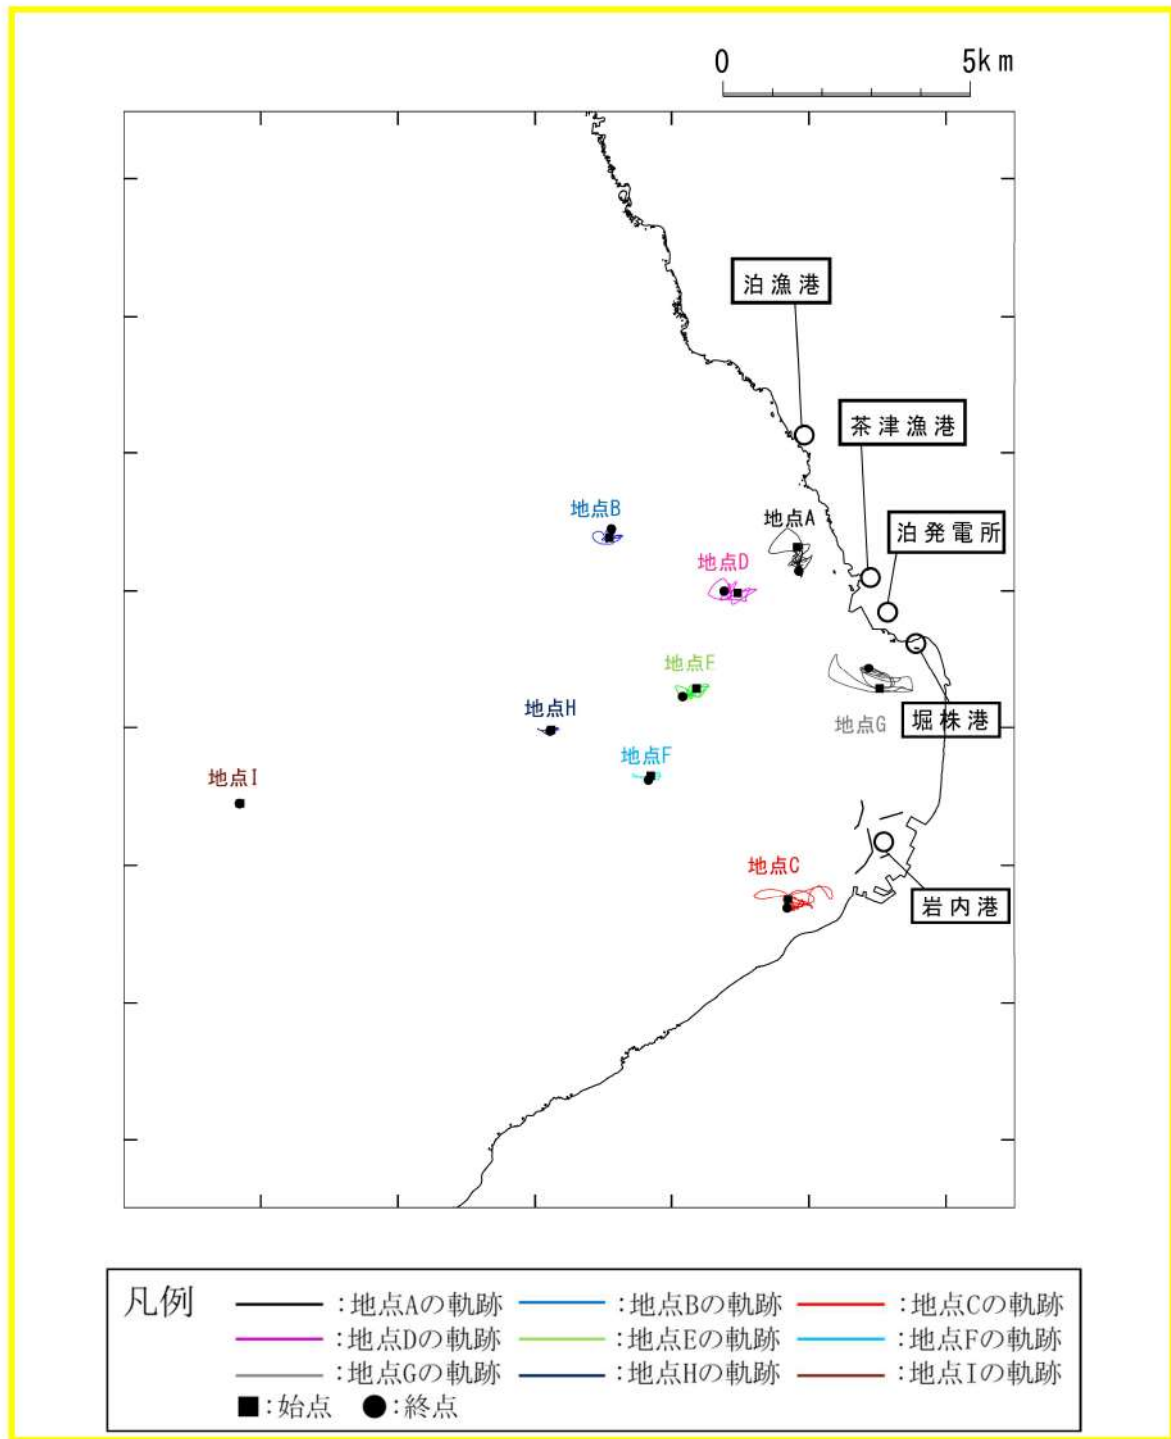 0 5km
泊漁港
茶津漁港
地点B
地点A
泊発電所
地点D
地点E
地点H
地点G
堀株港
地点F
地点I
地点C
岩内港
凡例
:地点Aの軌跡 :地点Bの軌跡 :地点Cの軌跡
:地点Dの軌跡 :地点Eの軌跡 :地点Fの軌跡
:地点Gの軌跡 :地点Hの軌跡 :地点Iの軌跡
■:始点 ●:終点